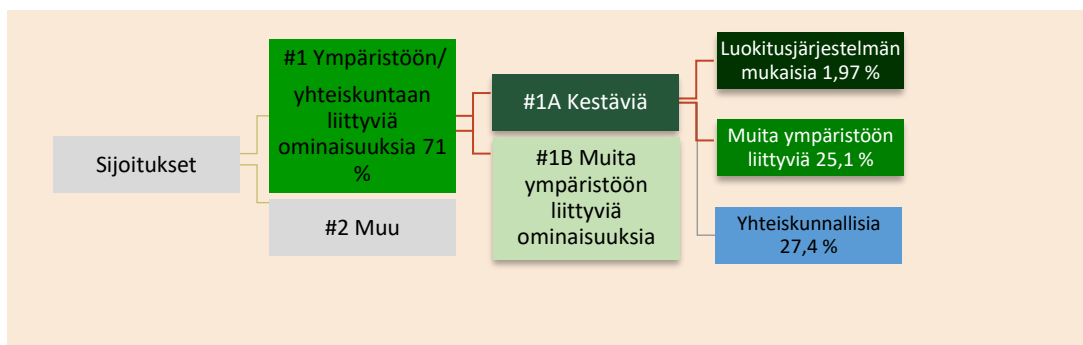 Sijoitukset
#1 Ympäristöön/
yhteiskuntaan
liittyviä
ominaisuuksia 71
%
#2 Muu
#1A Kestäviä
#1B Muita
ympäristöön
liittyviä
ominaisuuksia
Luokitusjärjestelmän
mukaisia 1,97 %
Muita ympäristöön
liittyviä 25,1 %
Yhteiskunnallisia
27,4 %